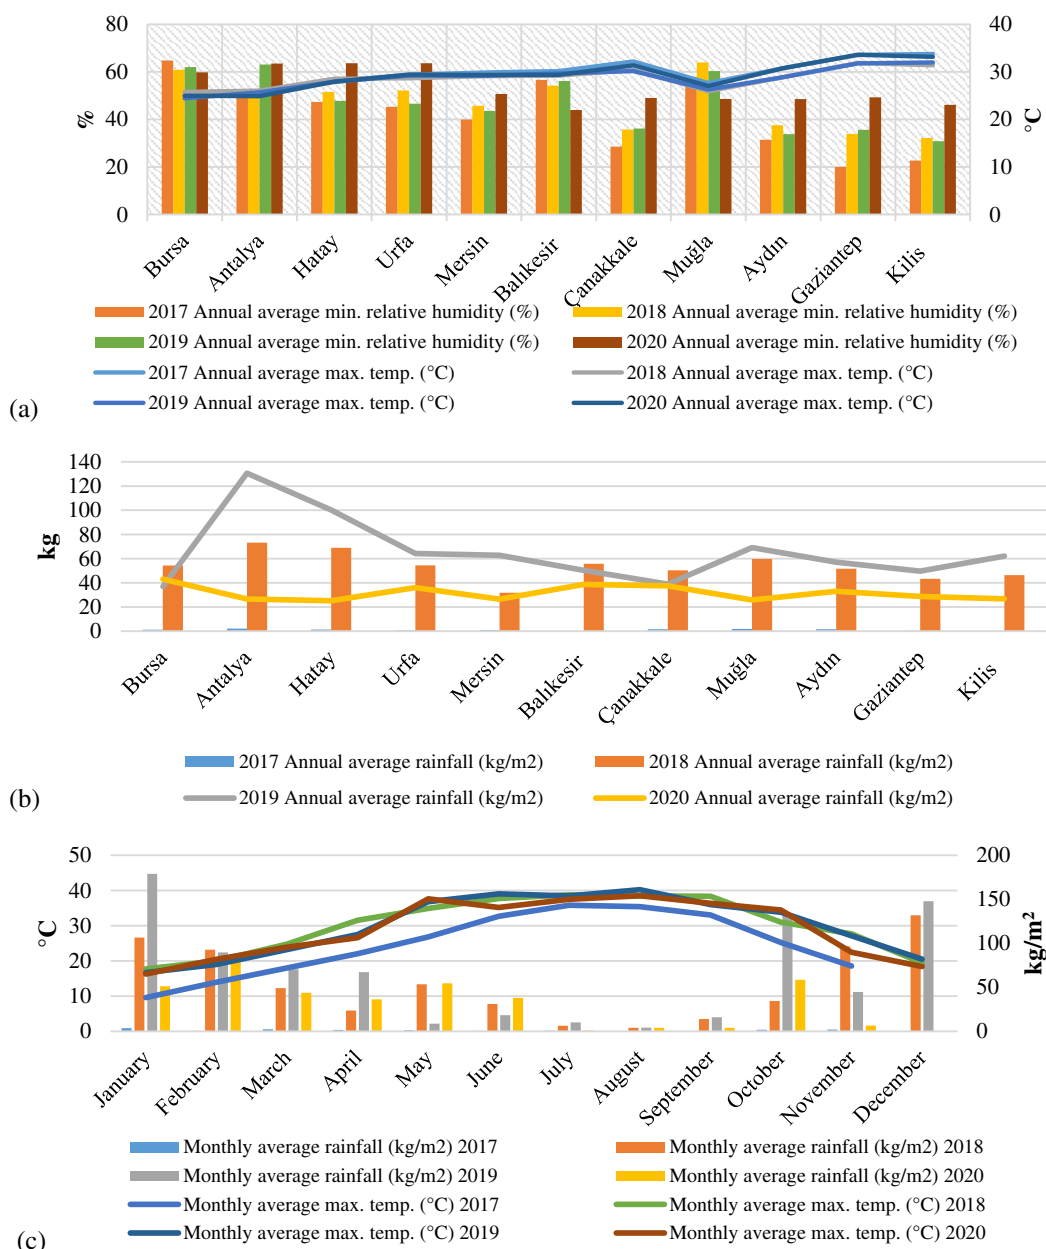 80 40
60 30
40 20
20 10
0 0
% °C
Bursa Antalya Hatay Urfa Mersin Balıkesir Çanakkale Muğla Aydın Gaziantep Kilis
2017 Annual average min. relative humidity (%) 2018 Annual average min. relative humidity (%)
2019 Annual average min. relative humidity (%) 2020 Annual average min. relative humidity (%)
2017 Annual average max. temp. (°C) 2018 Annual average max. temp. (°C)
2019 Annual average max. temp. (°C) 2020 Annual average max. temp. (°C)
(a)
140
120
100
80
60
40
20
0
kg
Bursa Antalya Hatay Urfa Mersin Balıkesir Çanakkale Muğla Aydın Gaziantep Kilis
2017 Annual average rainfall (kg/m2) 2018 Annual average rainfall (kg/m2)
2019 Annual average rainfall (kg/m2) 2020 Annual average rainfall (kg/m2)
(b)
50 200
40 150
30 100
20 50
10 0
0
°C kg/m²
January February March April May June July August September October November December
Monthly average rainfall (kg/m2) 2017 Monthly average rainfall (kg/m2) 2018
Monthly average rainfall (kg/m2) 2019 Monthly average rainfall (kg/m2) 2020
Monthly average max. temp. (°C) 2017 Monthly average max. temp. (°C) 2018
Monthly average max. temp. (°C) 2019 Monthly average max. temp. (°C) 2020
(c)